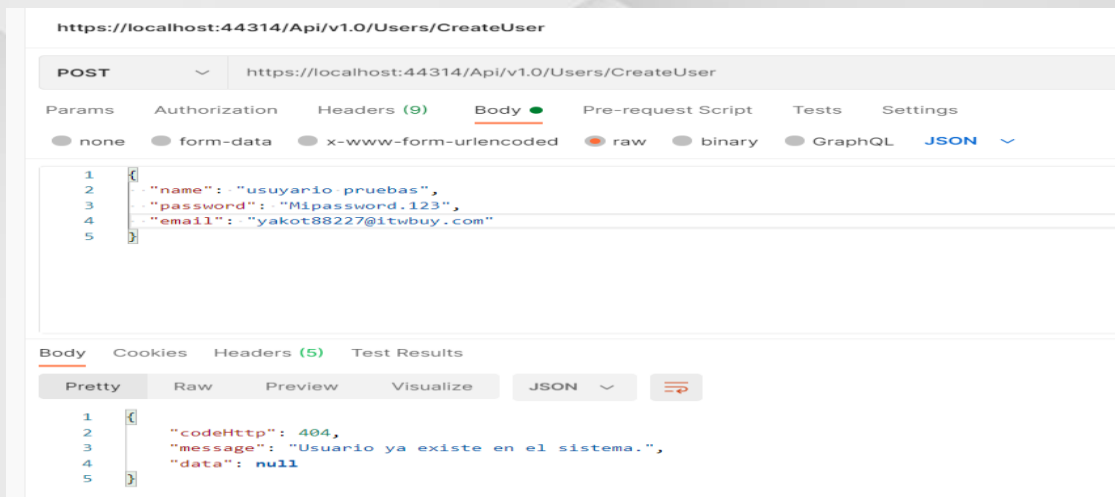 https://localhost:44314/Api/v1.0/Users/CreateUser
POST https://localhost:44314/Api/v1.0/Users/CreateUser
Params Authorization Headers (9) Body Pre-request Script Tests Settings
none form-data x-www-form-urlencoded raw binary GraphQL JSON
1 {
2 "name": "usuyario pruebas",
3 "password": "Mipassword.123",
4 "email": "yakot88227@itwbuy.com"
5 }
Body Cookies Headers (5) Test Results
Pretty Raw Preview Visualize JSON
1 {
2 "codeHttp": 404,
3 "message": "Usuario ya existe en el sistema.",
4 "data": null
5 }